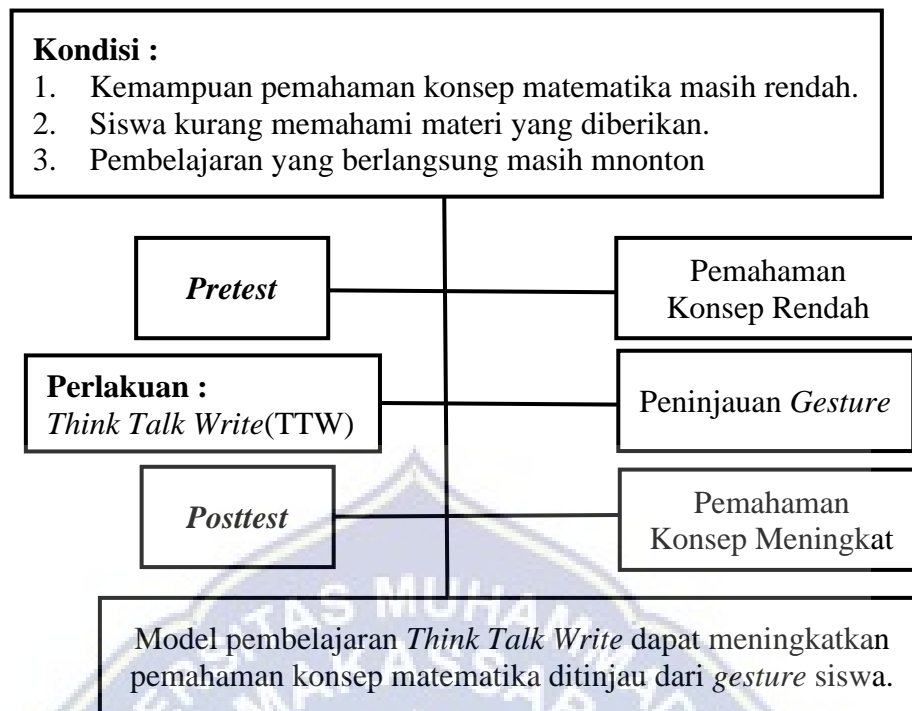 Kondisi :
1. Kemampuan pemahaman konsep matematika masih rendah.
2. Siswa kurang memahami materi yang diberikan.
3. Pembelajaran yang berlangsung masih mnonton
Pretest
Pemahaman
Konsep Rendah
Perlakuan :
Think Talk Write(TTW)
Peninjauan Gesture
Posttest
Pemahaman
Konsep Meningkat
Model pembelajaran Think Talk Write dapat meningkatkan
pemahaman konsep matematika ditinjau dari gesture siswa.